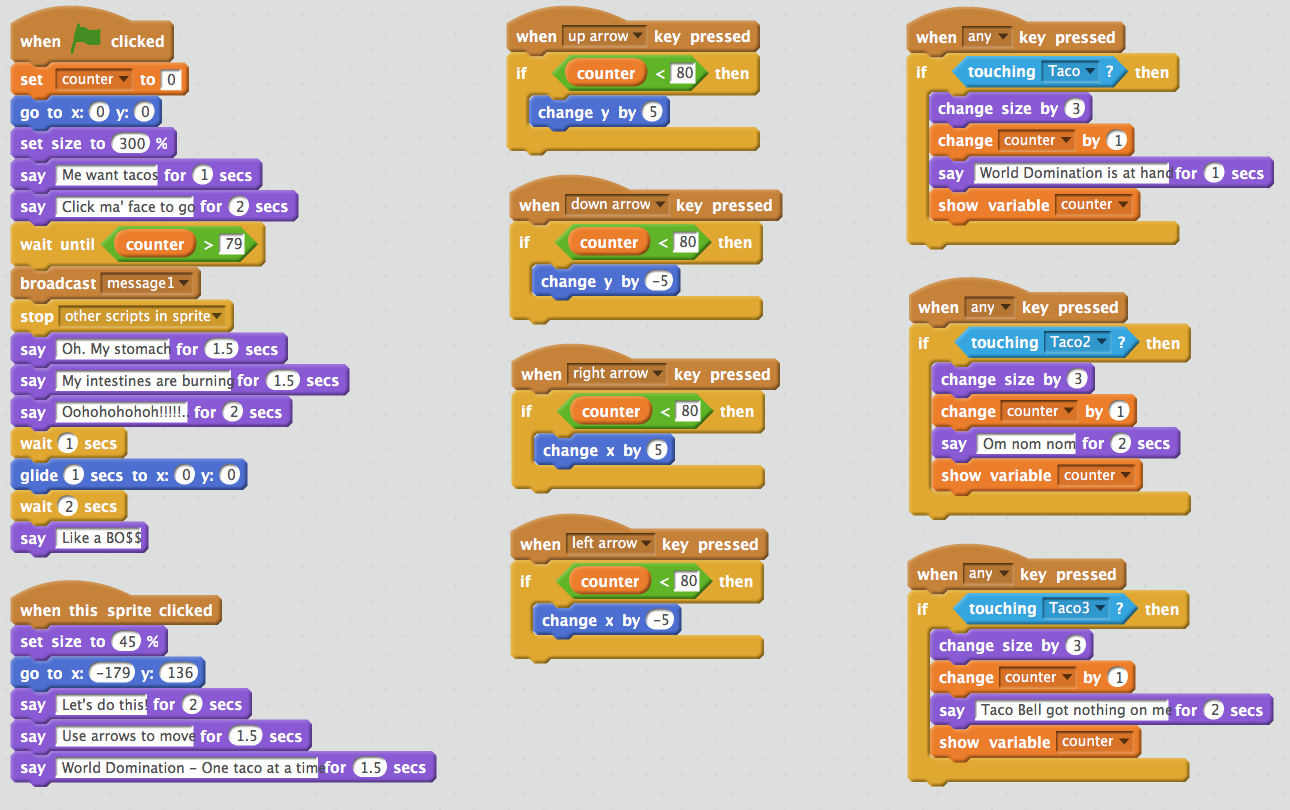 when clicked
set counter to 0
go to x: 0 y: 0
set size to 300 %
say Me want tacos for 1 secs
say Click ma' face to go for 2 secs
wait until counter > 79
broadcast message1
stop other scripts in sprite
say Oh. My stomach for 1.5 secs
say My intestines are burning for 1.5 secs
say Oohohohohoh!!!!!.. for 2 secs
wait 1 secs
glide 1 secs to x: 0 y: 0
wait 2 secs
say Like a BO$$
when this sprite clicked
set size to 45 %
go to x: -179 y: 136
say Let's do this! for 2 secs
say Use arrows to move for 1.5 secs
say World Domination - One taco at a time for 1.5 secs
when up arrow key pressed
if counter < 80 then
change y by 5
when down arrow key pressed
if counter < 80 then
change y by -5
when right arrow key pressed
if counter < 80 then
change x by 5
when left arrow key pressed
if counter < 80 then
change x by -5
when any key pressed
if touching Taco ? then
change size by 3
change counter by 1
say World Domination is at hand for 1 secs
show variable counter
when any key pressed
if touching Taco2 ? then
change size by 3
change counter by 1
say Om nom nom for 2 secs
show variable counter
when any key pressed
if touching Taco3 ? then
change size by 3
change counter by 1
say Taco Bell got nothing on me for 2 secs
show variable counter